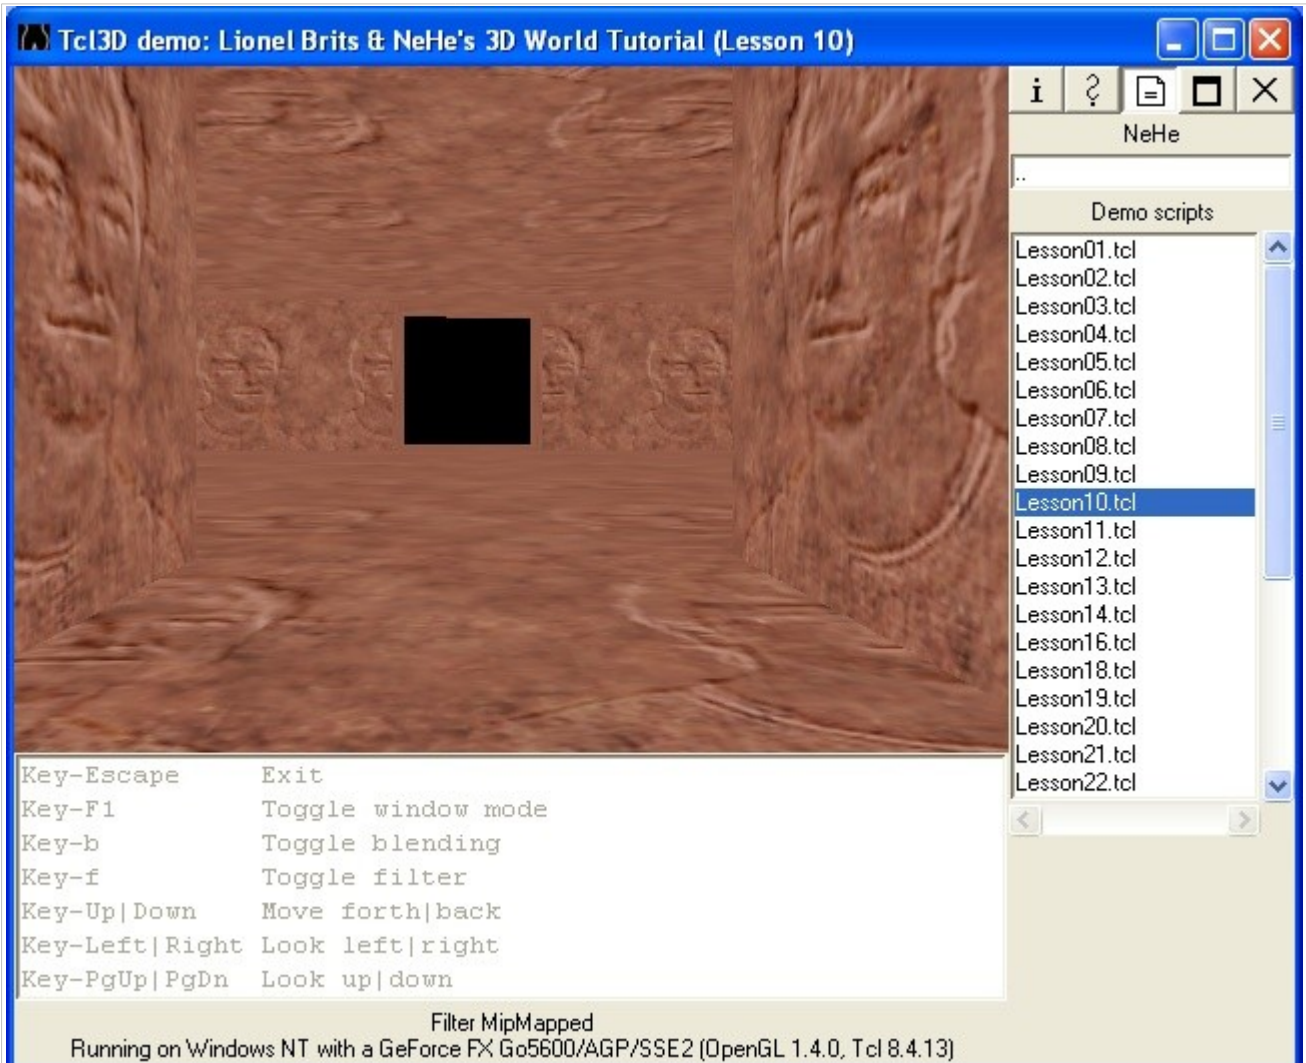 Tcl3D demo: Lionel Brits & NeHe's 3D World Tutorial (Lesson 10)
i ?
NeHe
..
Demo scripts
Lesson01.tcl
Lesson02.tcl
Lesson03.tcl
Lesson04.tcl
Lesson05.tcl
Lesson06.tcl
Lesson07.tcl
Lesson08.tcl
Lesson09.tcl
Lesson10.tcl
Lesson11.tcl
Lesson12.tcl
Lesson13.tcl
Lesson14.tcl
Lesson16.tcl
Lesson18.tcl
Lesson19.tcl
Lesson20.tcl
Lesson21.tcl
Lesson22.tcl
Key-Escape Exit
Key-F1 Toggle window mode
Key-b Toggle blending
Key-f Toggle filter
Key-Up|Down Move forth|back
Key-Left|Right Look left|right
Key-PgUp|PgDn Look up|down
Filter MipMapped
Running on Windows NT with a GeForce FX Go5600/AGP/SSE2 (OpenGL 1.4.0, Tcl 8.4.13)